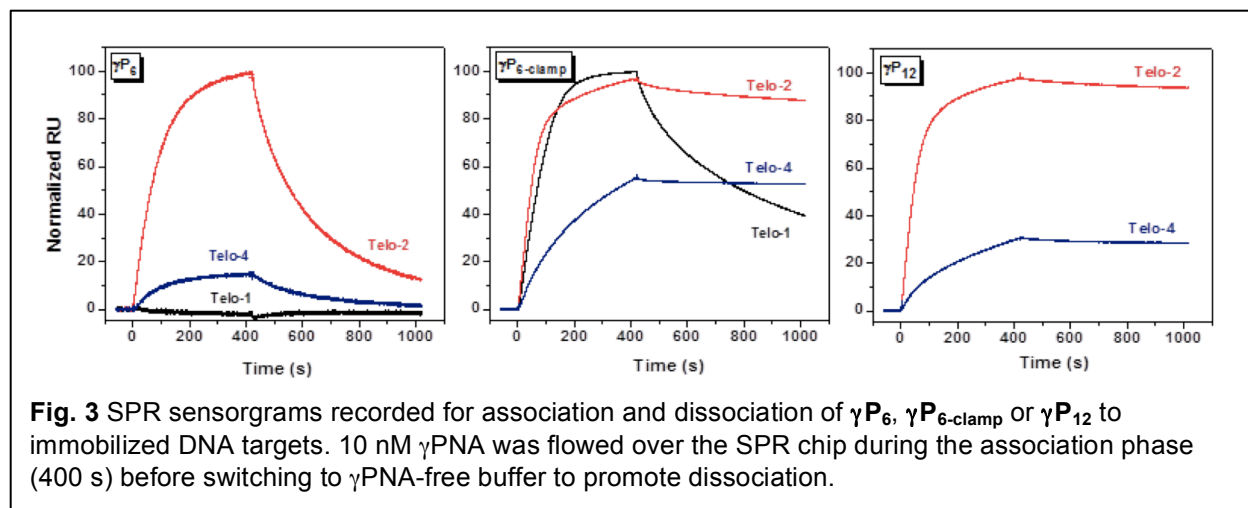 γP6
Telo-2
Telo-4
Telo-1
Normalized RU
100
80
60
40
20
0
0 200 400 600 800 1000
Time (s)
γP6-clamp
Telo-2
Telo-4
Telo-1
100
80
60
40
20
0
0 200 400 600 800 1000
Time (s)
γP12
Telo-2
Telo-4
100
80
60
40
20
0
0 200 400 600 800 1000
Time (s)
Fig. 3 SPR sensorgrams recorded for association and dissociation of γP6, γP6-clamp or γP12 to
immobilized DNA targets. 10 nM γPNA was flowed over the SPR chip during the association phase
(400 s) before switching to γPNA-free buffer to promote dissociation.